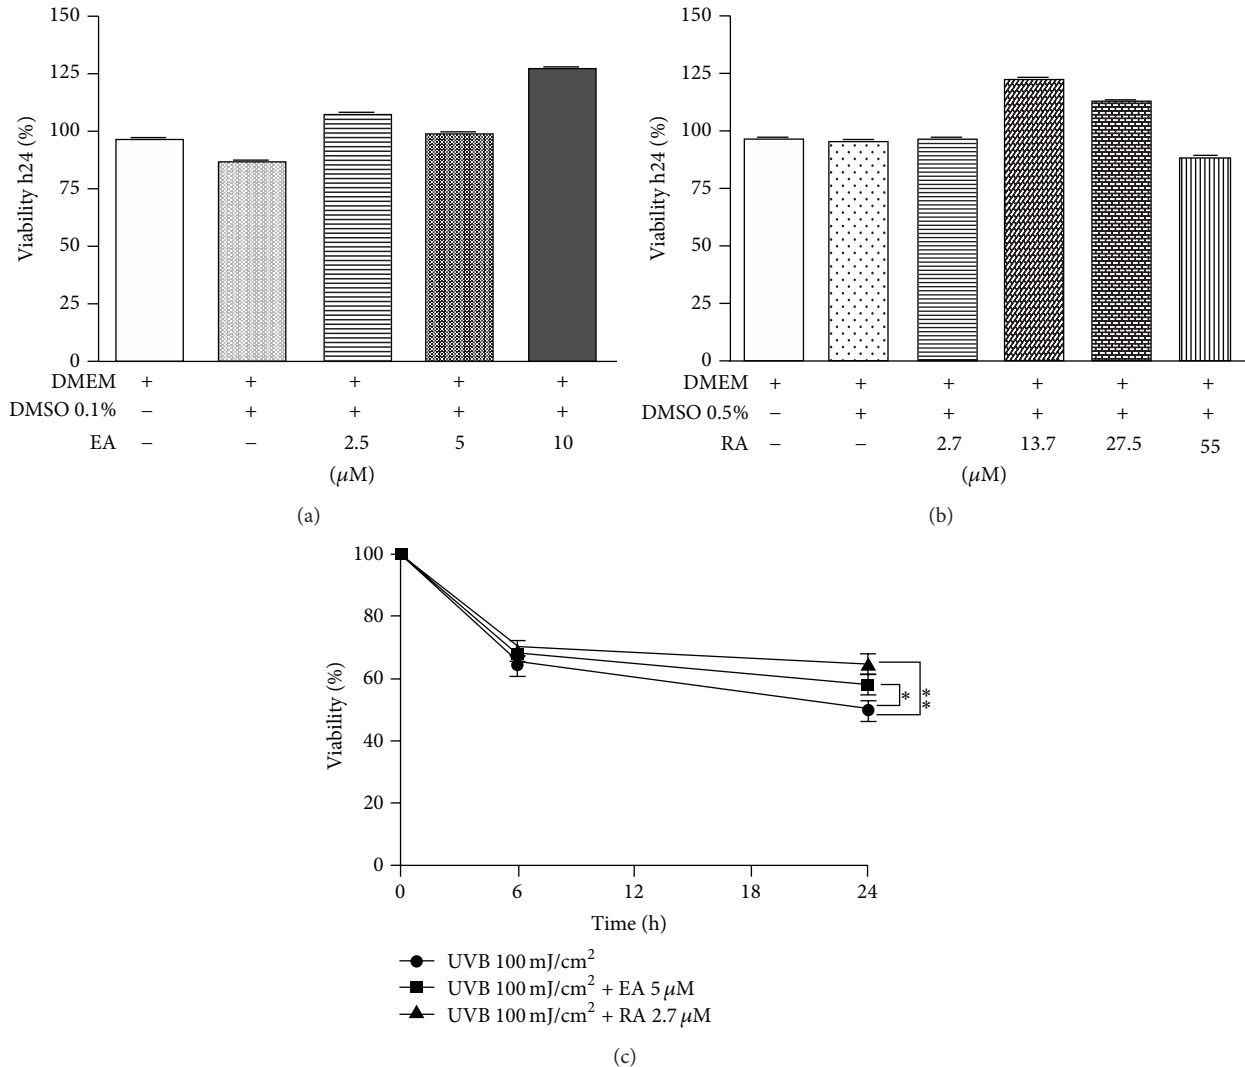 150
125
100
75
50
25
0
Viability h24 (%)
DMEM + + + + +
DMSO 0.1% − + + + +
EA − − 2.5 5 10
(μM)
(a)
150
125
100
75
50
25
0
Viability h24 (%)
DMEM + + + + + +
DMSO 0.5% − + + + + +
RA − − 2.7 13.7 27.5 55
(μM)
(b)
100
80
60
40
20
0
Viability (%)
*
**
0 6 12 18 24
Time (h)
UVB 100 mJ/cm²
UVB 100 mJ/cm² + EA 5 μM
UVB 100 mJ/cm² + RA 2.7 μM
(c)